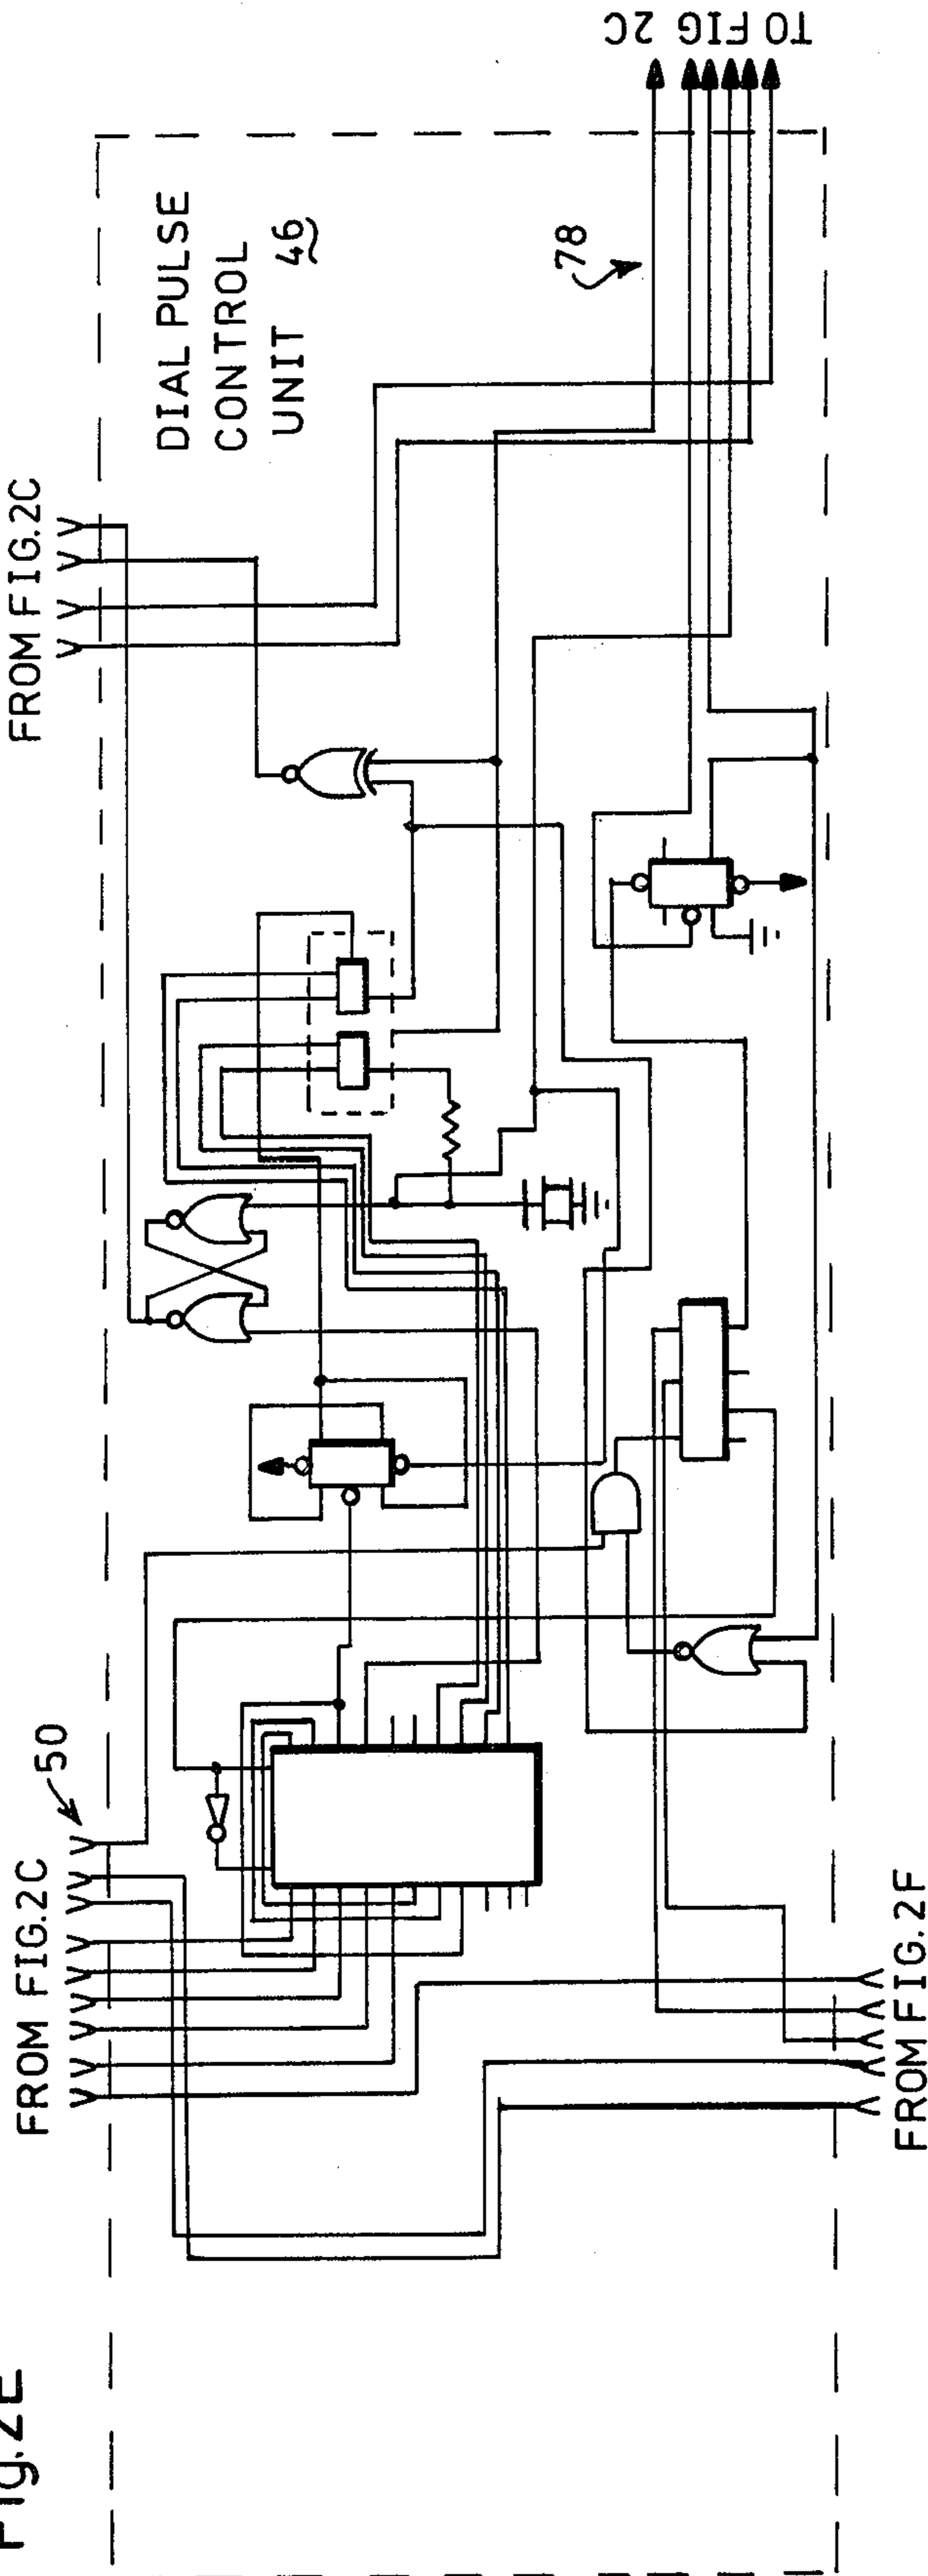 Fig.2E
FROM FIG.2C
50
FROM FIG.2C
DIAL PULSE
CONTROL
UNIT 46
78
TO FIG 2C
FROM FIG.2F